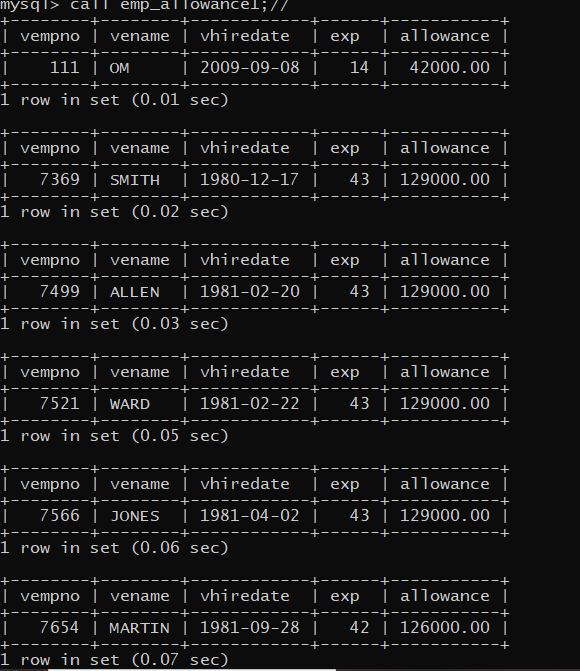 mysql> call emp_allowance1;//
+--------+---------+------------+------+-----------+
| vempno | vename  | vhiredate  | exp  | allowance |
+--------+---------+------------+------+-----------+
|    111 | OM      | 2009-09-08 |   14 |  42000.00 |
+--------+---------+------------+------+-----------+
1 row in set (0.01 sec)

+--------+---------+------------+------+-----------+
| vempno | vename  | vhiredate  | exp  | allowance |
+--------+---------+------------+------+-----------+
|   7369 | SMITH   | 1980-12-17 |   43 | 129000.00 |
+--------+---------+------------+------+-----------+
1 row in set (0.02 sec)

+--------+---------+------------+------+-----------+
| vempno | vename  | vhiredate  | exp  | allowance |
+--------+---------+------------+------+-----------+
|   7499 | ALLEN   | 1981-02-20 |   43 | 129000.00 |
+--------+---------+------------+------+-----------+
1 row in set (0.03 sec)

+--------+---------+------------+------+-----------+
| vempno | vename  | vhiredate  | exp  | allowance |
+--------+---------+------------+------+-----------+
|   7521 | WARD    | 1981-02-22 |   43 | 129000.00 |
+--------+---------+------------+------+-----------+
1 row in set (0.05 sec)

+--------+---------+------------+------+-----------+
| vempno | vename  | vhiredate  | exp  | allowance |
+--------+---------+------------+------+-----------+
|   7566 | JONES   | 1981-04-02 |   43 | 129000.00 |
+--------+---------+------------+------+-----------+
1 row in set (0.06 sec)

+--------+---------+------------+------+-----------+
| vempno | vename  | vhiredate  | exp  | allowance |
+--------+---------+------------+------+-----------+
|   7654 | MARTIN  | 1981-09-28 |   42 | 126000.00 |
+--------+---------+------------+------+-----------+
1 row in set (0.07 sec)